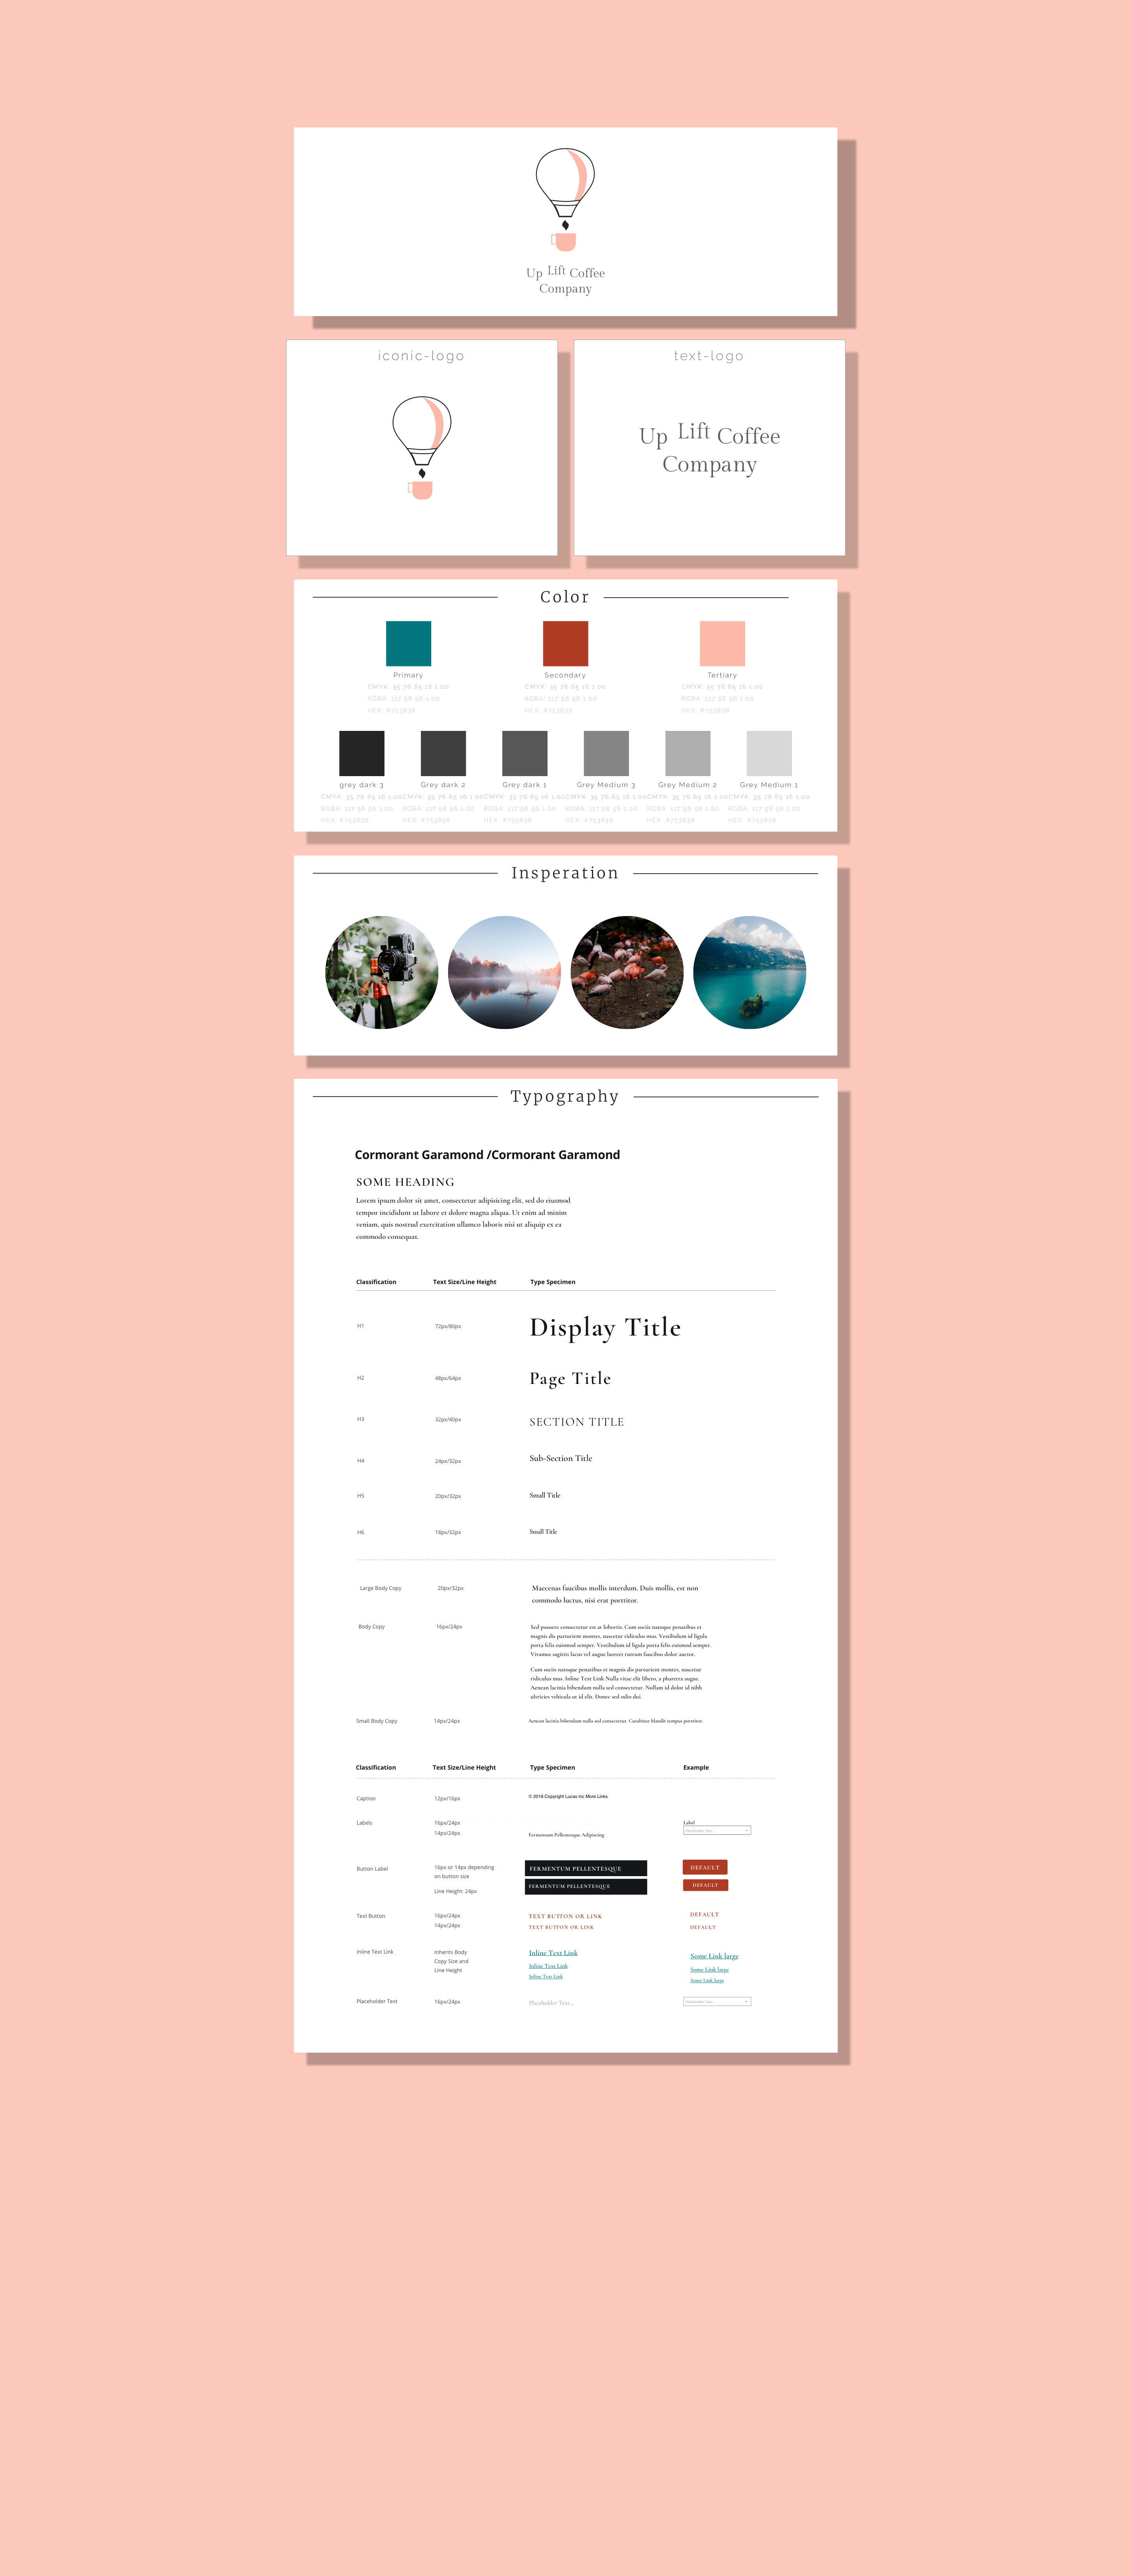 Up Lift Coffee
Company
iconic-logo
text-logo
Up Lift Coffee
Company
Color
Primary
CMYK: 35 76 65 16 1.00
RGBA: 117 56 56 1.00
HEX: #753838
Secondary
CMYK: 35 76 65 16 1.00
RGBA: 117 56 56 1.00
HEX: #753838
Tertiary
CMYK: 35 76 65 16 1.00
RGBA: 117 56 56 1.00
HEX: #753838
grey dark 3
CMYK: 35 76 65 16 1.00
RGBA: 117 56 56 1.00
HEX: #753838
Grey dark 2
CMYK: 35 76 65 16 1.00
RGBA: 117 56 56 1.00
HEX: #753838
Grey dark 1
CMYK: 35 76 65 16 1.00
RGBA: 117 56 56 1.00
HEX: #753838
Grey Medium 3
CMYK: 35 76 65 16 1.00
RGBA: 117 56 56 1.00
HEX: #753838
Grey Medium 2
CMYK: 35 76 65 16 1.00
RGBA: 117 56 56 1.00
HEX: #753838
Grey Medium 1
CMYK: 35 76 65 16 1.00
RGBA: 117 56 56 1.00
HEX: #753838
Insperation
Typography
Cormorant Garamond /Cormorant Garamond
SOME HEADING
Lorem ipsum dolor sit amet, consectetur adipisicing elit, sed do eiusmod
tempor incididunt ut labore et dolore magna aliqua. Ut enim ad minim
veniam, quis nostrud exercitation ullamco laboris nisi ut aliquip ex ea
commodo consequat.
Classification Text Size/Line Height Type Specimen
H1 72px/80px Display Title
H2 48px/64px Page Title
H3 32px/40px SECTION TITLE
H4 24px/32px Sub-Section Title
H5 20px/32px Small Title
H6 18px/32px Small Title
Large Body Copy 20px/32px Maecenas faucibus mollis interdum. Duis mollis, est non
commodo luctus, nisi erat porttitor.
Body Copy 16px/24px Sed posuere consectetur est at lobortis. Cum sociis natoque penatibus et
magnis dis parturient montes, nascetur ridiculus mus. Vestibulum id ligula
porta felis euismod semper. Vestibulum id ligula porta felis euismod semper.
Vivamus sagittis lacus vel augue laoreet rutrum faucibus dolor auctor.
Cum sociis natoque penatibus et magnis dis parturient montes, nascetur
ridiculus mus. Inline Text Link Nulla vitae elit libero, a pharetra augue.
Aenean lacinia bibendum nulla sed consectetur. Nullam id dolor id nibh
ultricies vehicula ut id elit. Donec sed odio dui.
Small Body Copy 14px/24px Aenean lacinia bibendum nulla sed consectetur. Curabitur blandit tempus porttitor.
Classification Text Size/Line Height Type Specimen Example
Caption 12px/16px © 2018 Copyright Lucas inc More Links
Labels 16px/24px
14px/24px
Fermentum Pellentesque Adipiscing
Label
Placeholder Text...
Button Label 16px or 14px depending
on button size
Line Height: 24px
FERMENTUM PELLENTESQUE
FERMENTUM PELLENTESQUE
DEFAULT
DEFAULT
Text Button 16px/24px
14px/24px
TEXT BUTTON OR LINK
TEXT BUTTON OR LINK
DEFAULT
DEFAULT
Inline Text Link Inherits Body
Copy Size and
Line Height
Inline Text Link
Inline Text Link
Inline Text Link
Some Link large
Some Link large
Some Link large
Placeholder Text 16px/24px Placeholder Text...
Placeholder Text...